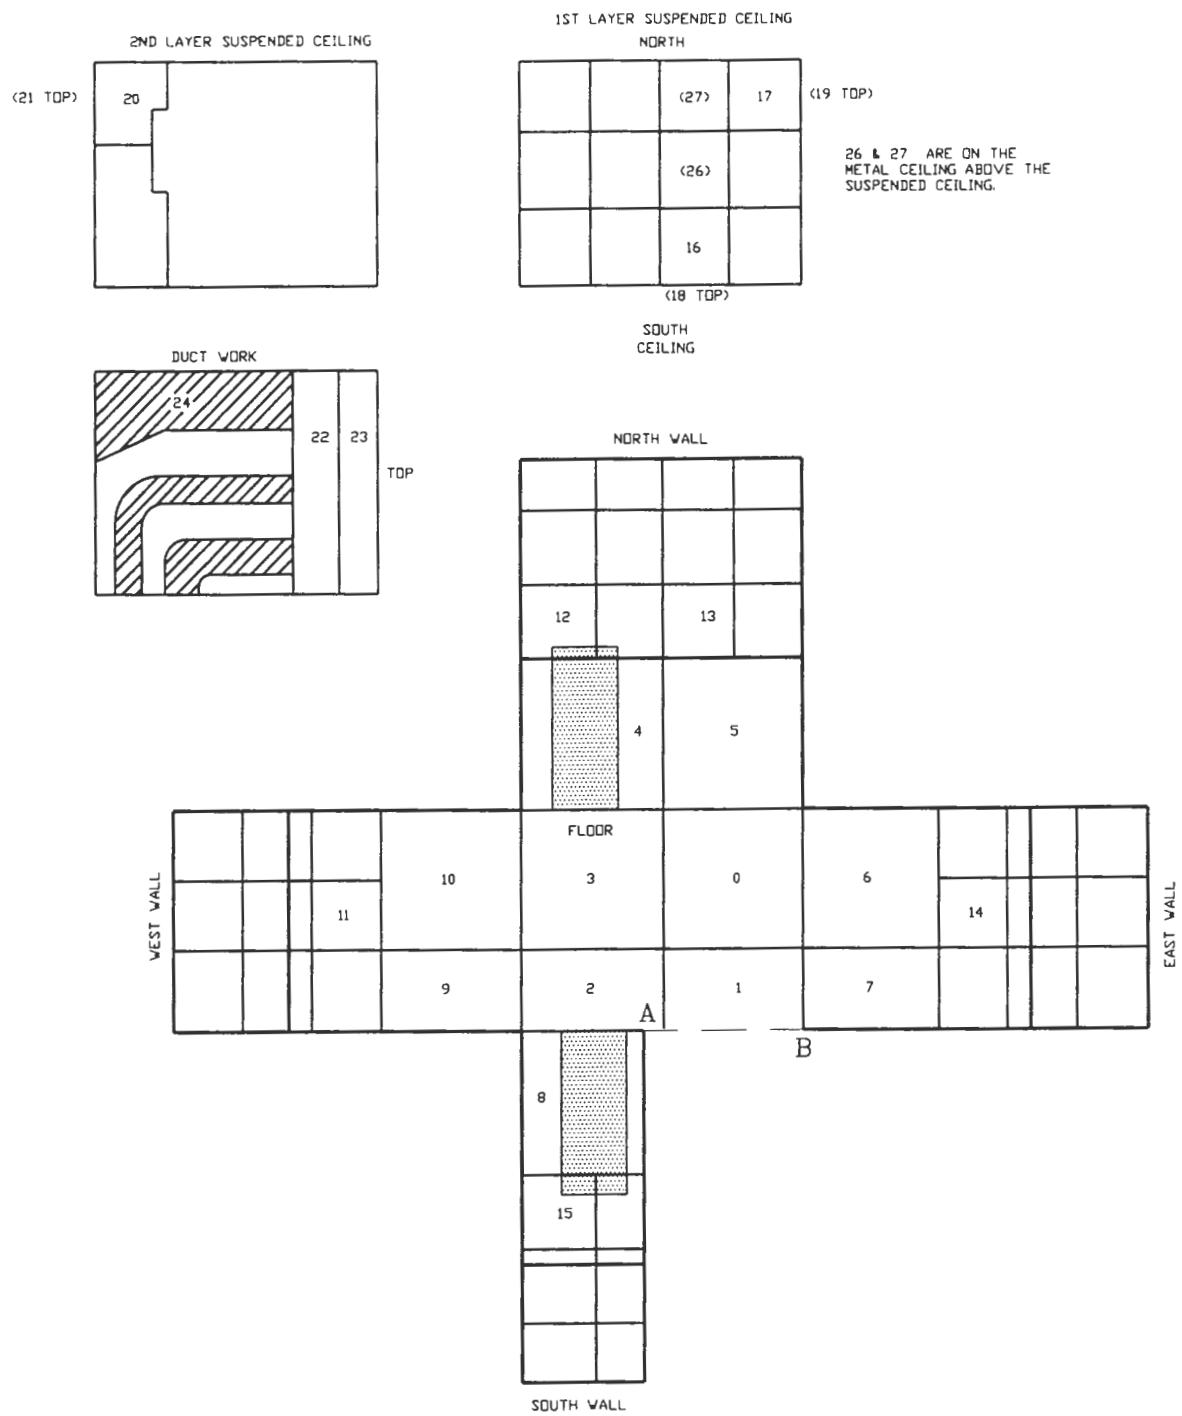 1ST LAYER SUSPENDED CEILING
2ND LAYER SUSPENDED CEILING
NORTH
(21 TOP)
20
(27)
17
(19 TOP)
26 & 27 ARE ON THE
METAL CEILING ABOVE THE
SUSPENDED CEILING.
(26)
16
(18 TOP)
SOUTH
CEILING
DUCT WORK
24
22
23
TOP
NORTH WALL
12
13
4
5
FLOOR
WEST WALL
11
10
3
0
6
14
EAST WALL
9
2
1
7
A
B
8
15
SOUTH WALL